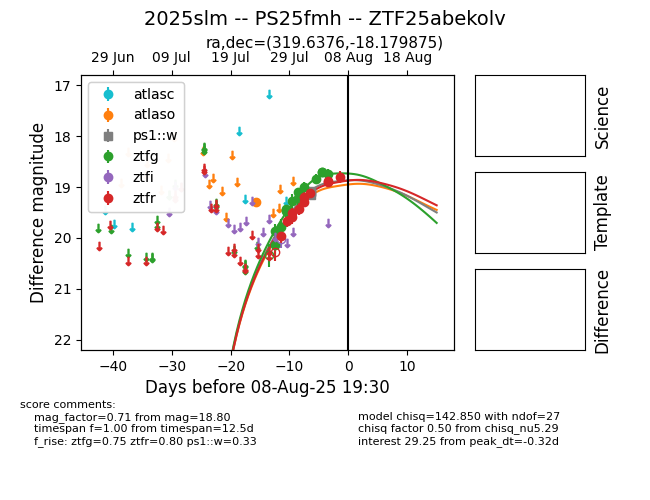 2025slm -- PS25fmh -- ZTF25abekolv
ra,dec=(319.6376,-18.179875)
29 Jun 09 Jul 19 Jul 29 Jul 08 Aug 18 Aug
17
18
19
20
21
22
Difference magnitude
atlasc
atlaso
ps1::w
ztfg
ztfi
ztfr
−40 −30 −20 −10 0 10
Days before 08-Aug-25 19:30
Science
Template
Difference
score comments:
mag_factor=0.71 from mag=18.80
timespan f=1.00 from timespan=12.5d
f_rise: ztfg=0.75 ztfr=0.80 ps1::w=0.33
model chisq=142.850 with ndof=27
chisq factor 0.50 from chisq_nu5.29
interest 29.25 from peak_dt=-0.32d